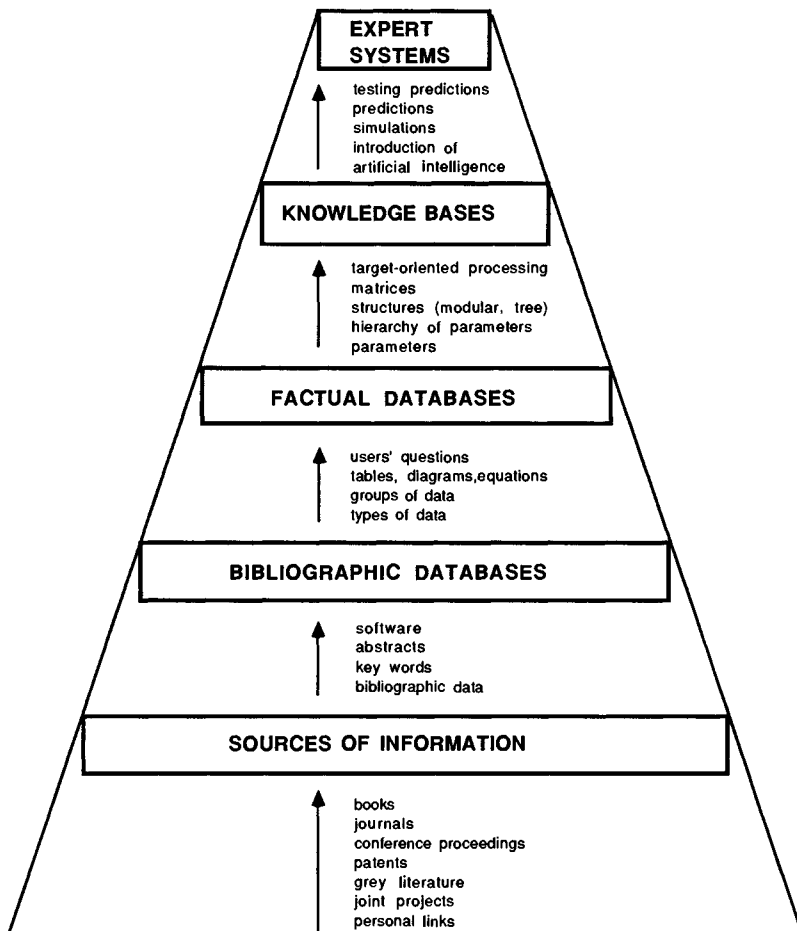 EXPERT
SYSTEMS
testing predictions
predictions
simulations
introduction of
artificial intelligence
KNOWLEDGE BASES
target-oriented processing
matrices
structures (modular, tree)
hierarchy of parameters
parameters
FACTUAL DATABASES
users' questions
tables, diagrams,equations
groups of data
types of data
BIBLIOGRAPHIC DATABASES
software
abstracts
key words
bibliographic data
SOURCES OF INFORMATION
books
journals
conference proceedings
patents
grey literature
joint projects
personal links